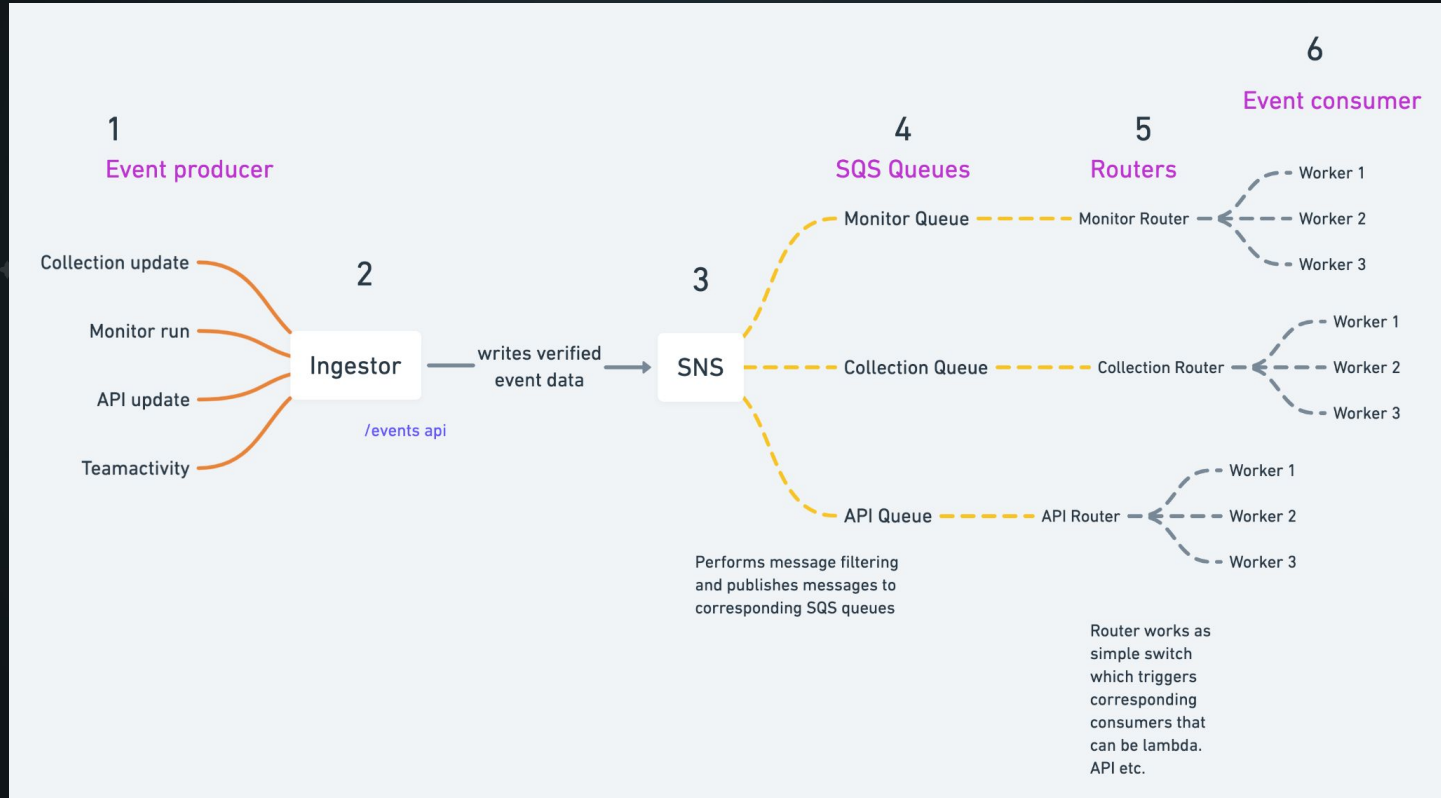 1
Event producer
Collection update
Monitor run
API update
Teamactivity
2
Ingestor
/events api
writes verified
event data
3
SNS
Performs message filtering
and publishes messages to
corresponding SQS queues
4
SQS Queues
Monitor Queue
Collection Queue
API Queue
5
Routers
Monitor Router
Collection Router
API Router
Router works as
simple switch
which triggers
corresponding
consumers that
can be lambda.
API etc.
6
Event consumer
Worker 1
Worker 2
Worker 3
Worker 1
Worker 2
Worker 3
Worker 1
Worker 2
Worker 3